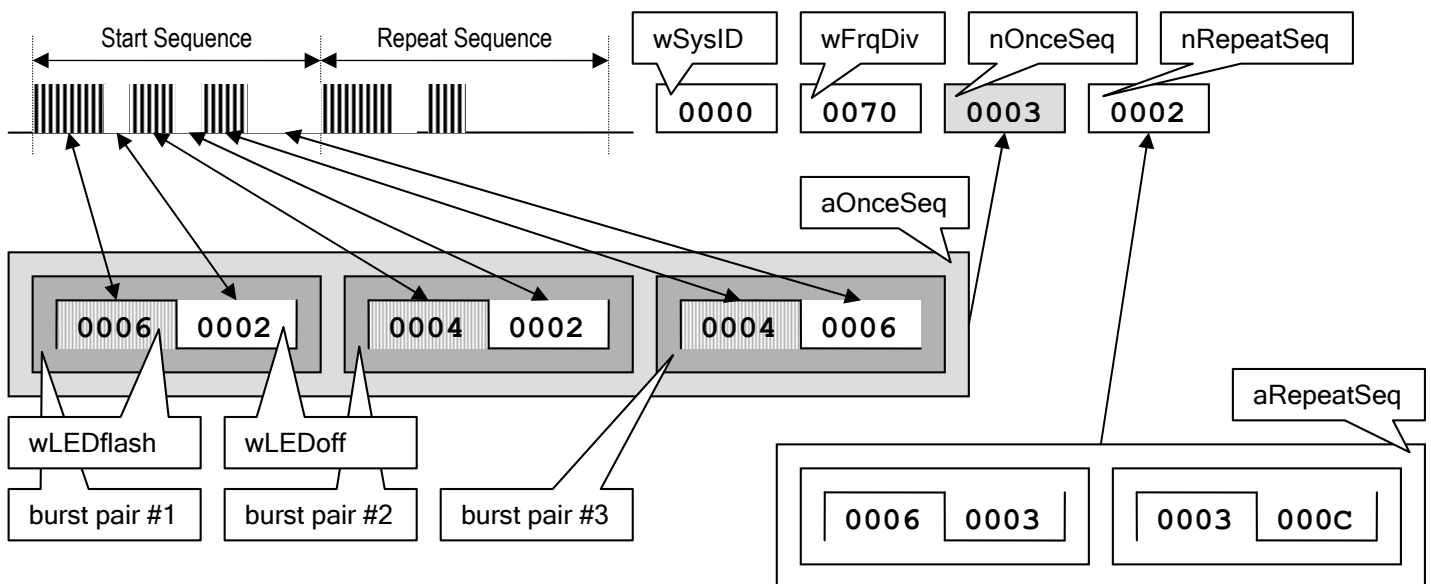 Start Sequence Repeat Sequence
wSysID wFrqDiv nOnceSeq nRepeatSeq
0000 0070 0003 0002
aOnceSeq
0006 0002 0004 0002 0004 0006
aRepeatSeq
wLEDflash wLEDoff
burst pair #1 burst pair #2 burst pair #3
0006 0003 0003 000C